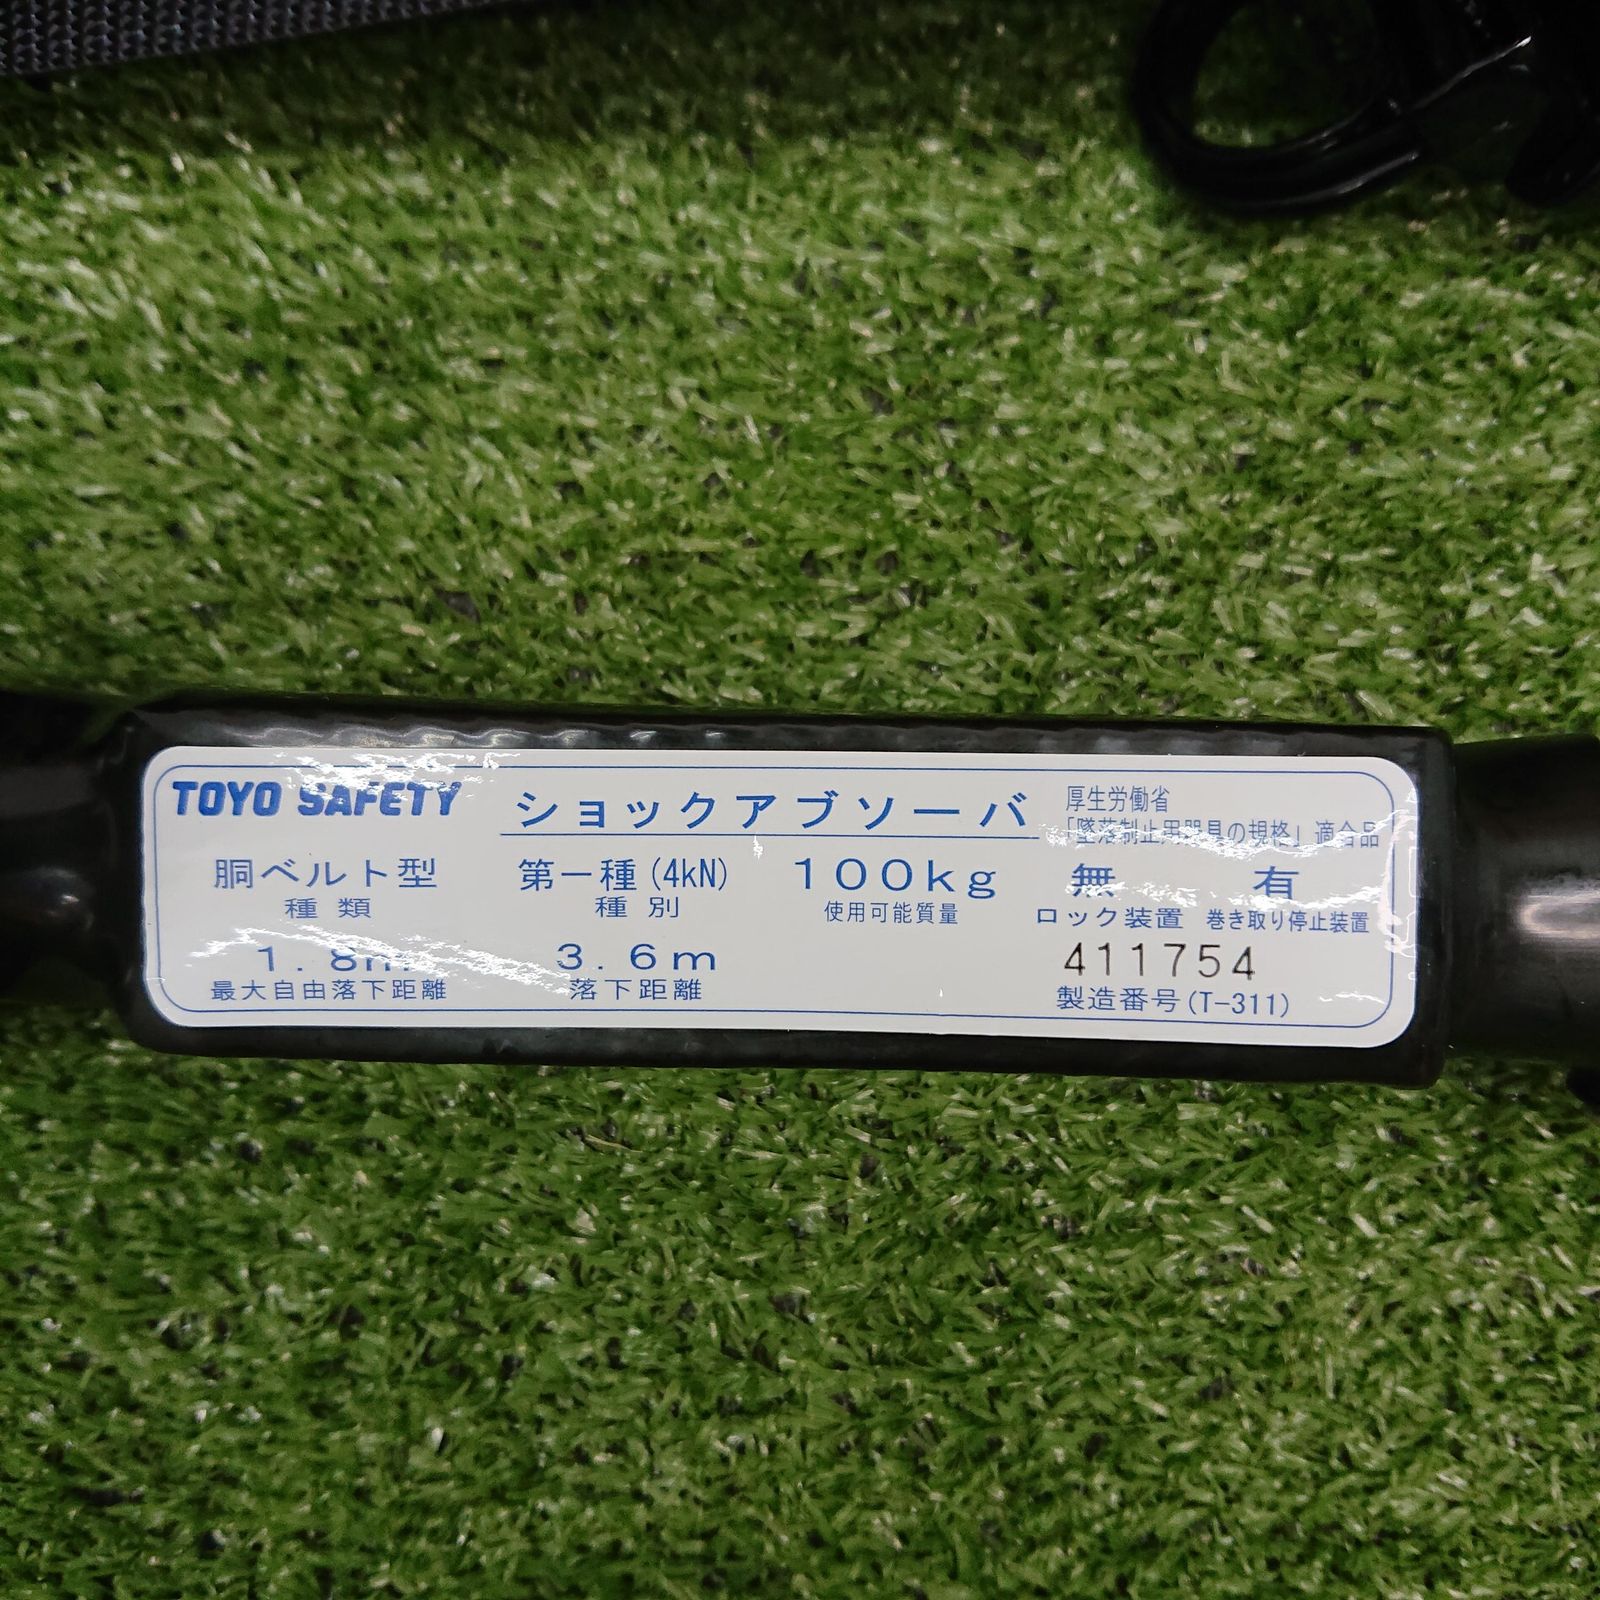 TOYO SAFETY ショックアブソーバ 厚生労働省
「墜落制止用器具の規格」適合品
胴ベルト型 第一種(4kN) 100kg 無 有
種類 種別 使用可能質量 ロック装置 巻き取り停止装置
1.8m 3.6m 411754
最大自由落下距離 落下距離 製造番号(T-311)